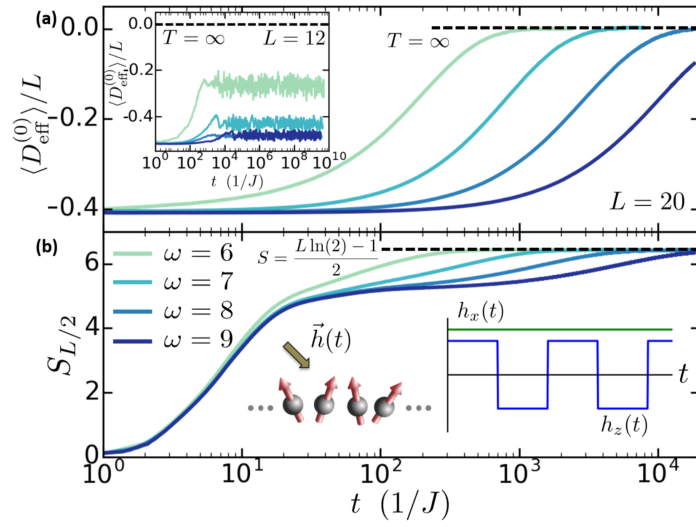 (a)
0.0
−0.2
−0.4
⟨D_eff^(0)⟩/L
0.0
−0.2
−0.4
⟨D_eff^(0)⟩/L
T = ∞ L = 12
10^0 10^2 10^4 10^6 10^8 10^10
t (1/J)
T = ∞
L = 20
(b)
6
4
2
0
S_{L/2}
ω = 6
ω = 7
ω = 8
ω = 9
S = \frac{L ln(2) − 1}{2}
\vec{h}(t)
h_x(t)
t
h_z(t)
10^0 10^1 10^2 10^3 10^4
t (1/J)